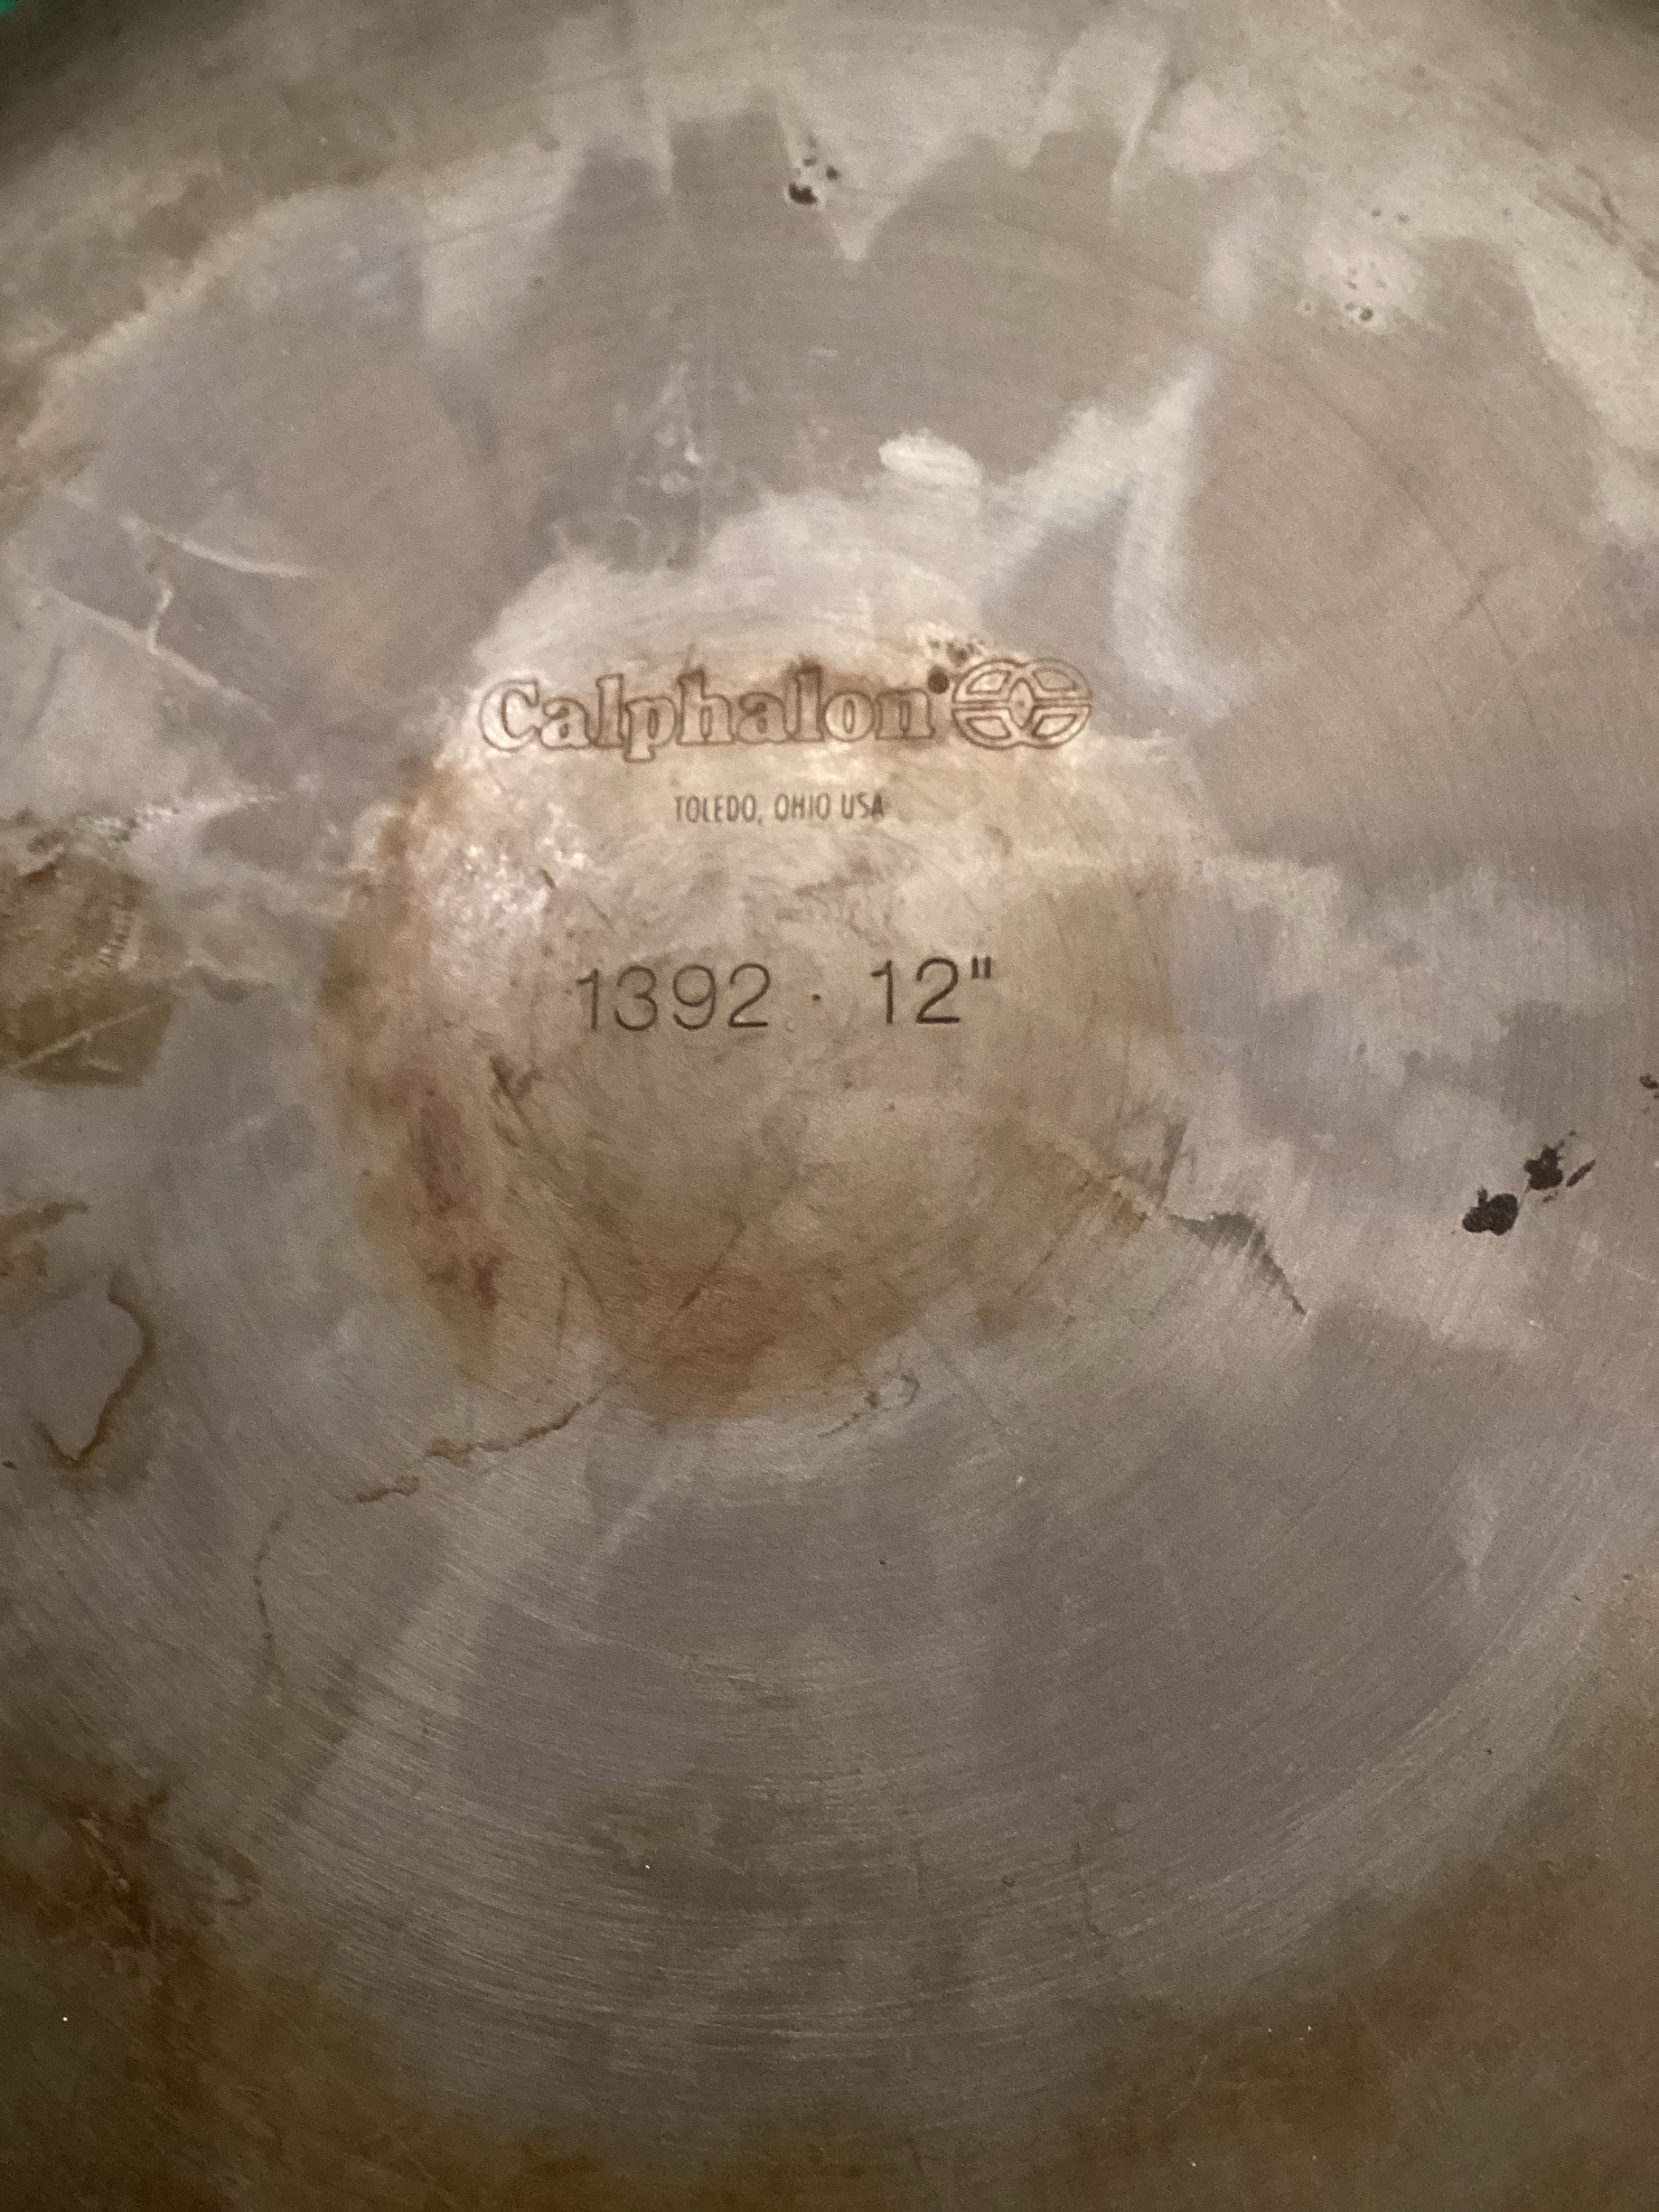 Calphalon
TOLEDO, OHIO USA
1392 · 12"